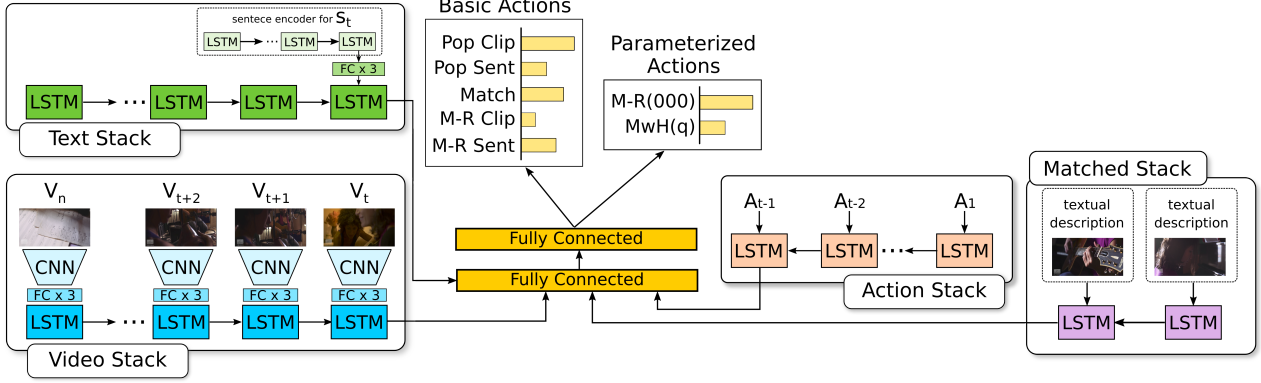 sentece encoder for St
LSTM ... LSTM LSTM
FC x 3
LSTM ... LSTM LSTM LSTM
Text Stack
Vn Vt+2 Vt+1 Vt
CNN CNN CNN CNN
FC x 3 FC x 3 FC x 3 FC x 3
LSTM ... LSTM LSTM LSTM
Video Stack
Basic Actions
Pop Clip
Pop Sent
Match
M-R Clip
M-R Sent
Parameterized
Actions
M-R(000)
MwH(q)
Fully Connected
Fully Connected
At-1 At-2 A1
LSTM LSTM ... LSTM
Action Stack
Matched Stack
textual
description
textual
description
LSTM LSTM